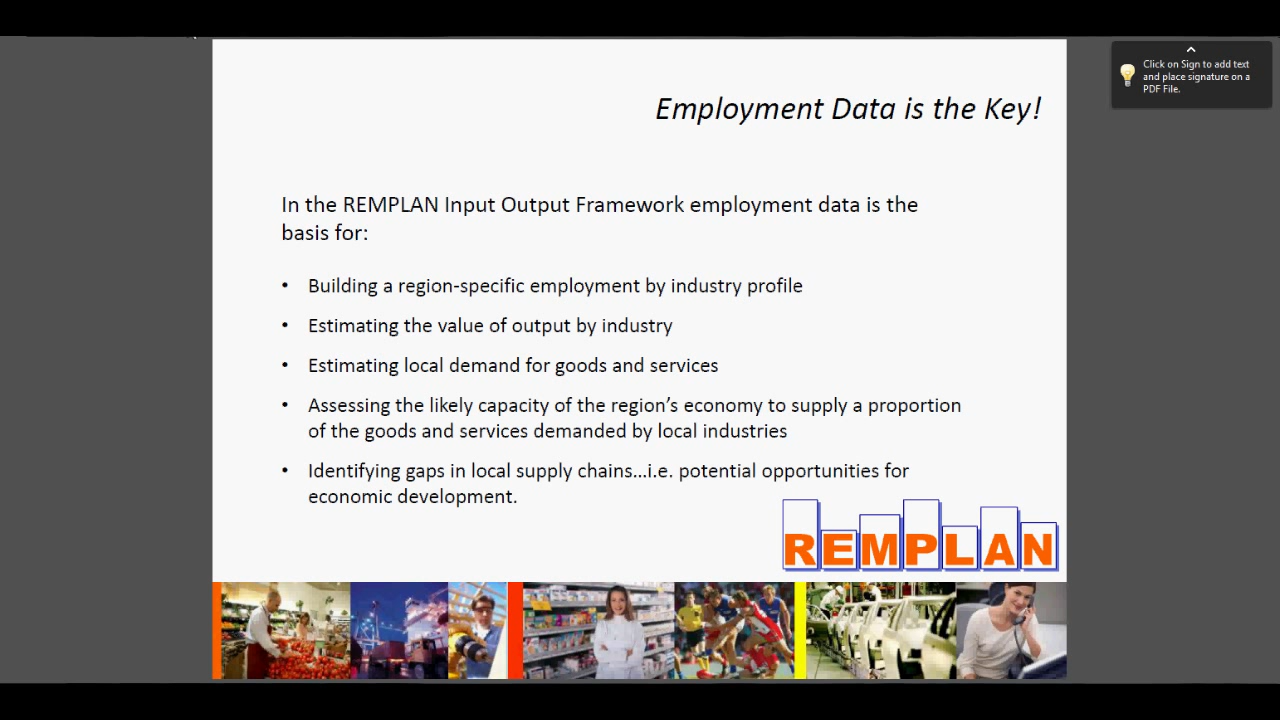 Click on Sign to add text
and place signature on a
PDF File.
Employment Data is the Key!
In the REMPLAN Input Output Framework employment data is the
basis for:
• Building a region-specific employment by industry profile
• Estimating the value of output by industry
• Estimating local demand for goods and services
• Assessing the likely capacity of the region’s economy to supply a proportion
of the goods and services demanded by local industries
• Identifying gaps in local supply chains...i.e. potential opportunities for
economic development.
REMPLAN